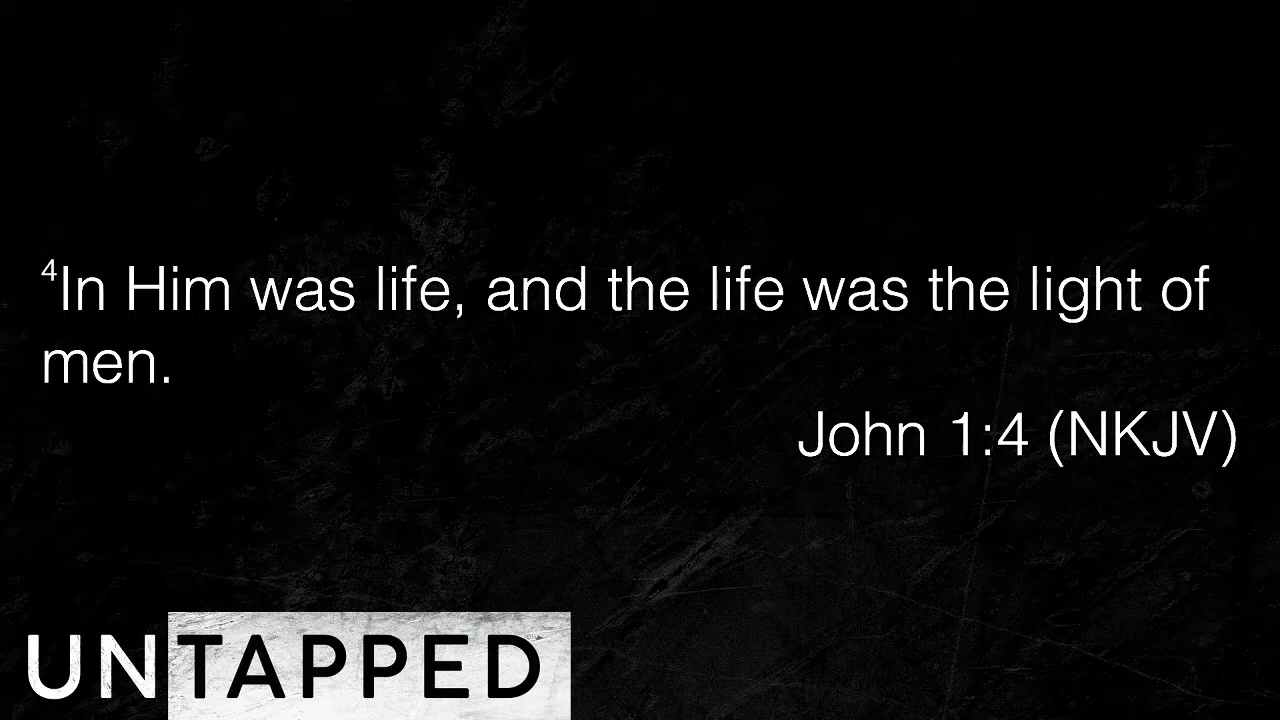 ⁴In Him was life, and the life was the light of
men.
John 1:4 (NKJV)
UNTAPPED